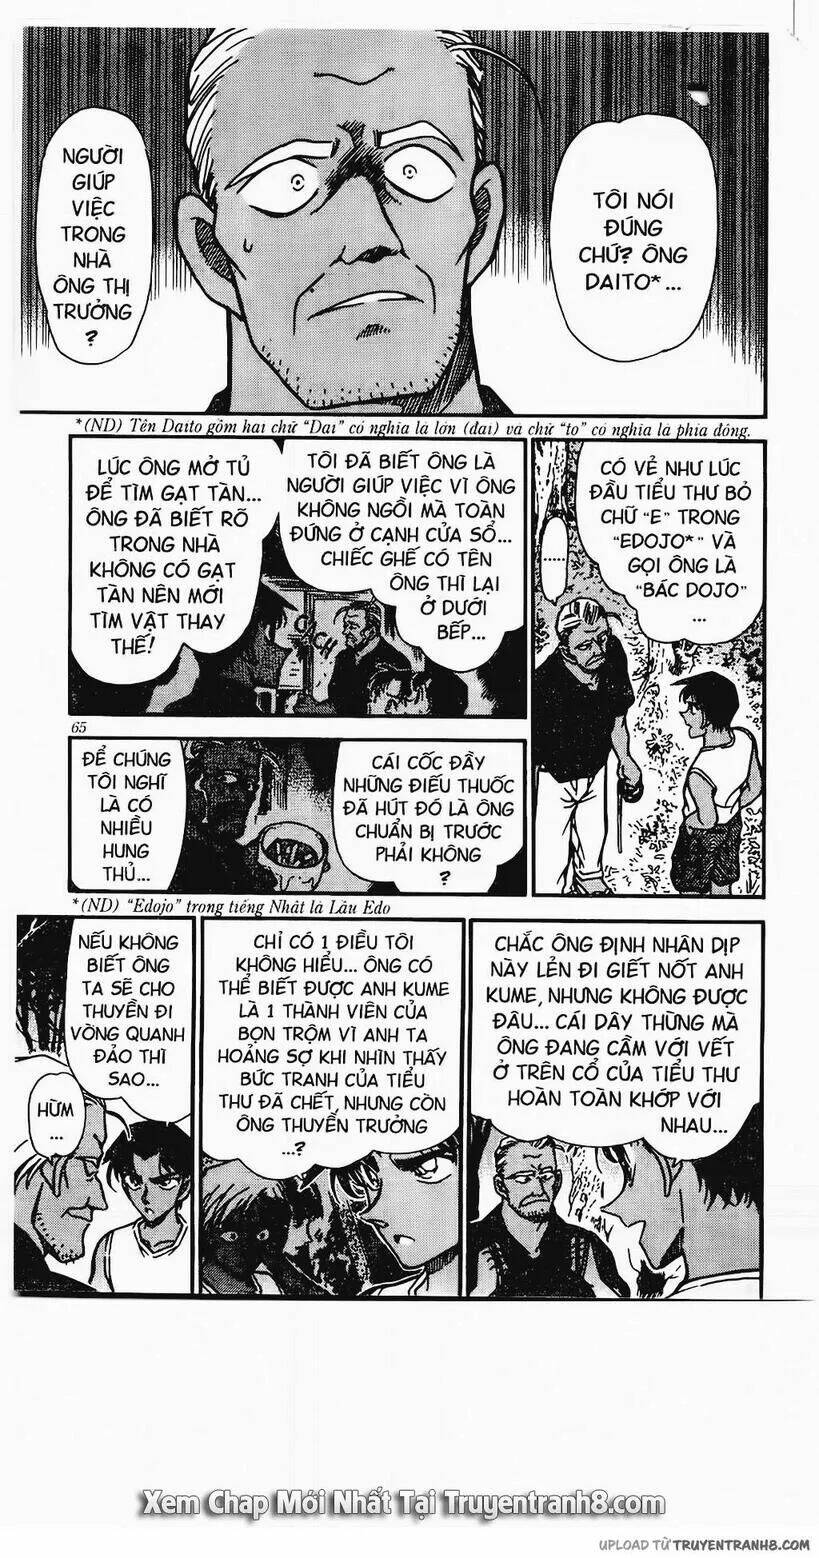 TÔI NÓI
ĐÚNG
CHỨ? ÔNG
DAITO*...
NGƯỜI
GIÚP
VIỆC
TRONG
NHÀ
ÔNG THỊ
TRƯỞNG
?
*(ND) Tên Daito gồm hai chữ "Dai" có nghĩa là lớn (đại) và chữ "to" có nghĩa là phía đông.
CÓ VẺ NHƯ LÚC
ĐẦU TIỂU THƯ BỎ
CHỮ "E" TRONG
"EDOJO*" VÀ
GỌI ÔNG LÀ
"BÁC DOJO"
...
........
TÔI ĐÃ BIẾT ÔNG LÀ
NGƯỜI GIÚP VIỆC VÌ ÔNG
KHÔNG NGỒI MÀ TOÀN
ĐỨNG Ở CẠNH CỬA SỔ...
CHIẾC GHẾ CÓ TÊN
ÔNG THÌ LẠI
Ở DƯỚI
BẾP...
LÚC ÔNG MỞ TỦ
ĐỂ TÌM GẠT TÀN...
ÔNG ĐÃ BIẾT RÕ
TRONG NHÀ
KHÔNG CÓ GẠT
TÀN NÊN MỚI
TÌM VẬT THAY
THẾ!
CẠCH
65
CÁI CỐC ĐẦY
NHỮNG ĐIẾU THUỐC
ĐÃ HÚT ĐÓ LÀ ÔNG
CHUẨN BỊ TRƯỚC
PHẢI KHÔNG
?
ĐỂ CHÚNG
TÔI NGHĨ
LÀ CÓ
NHIỀU
HUNG
THỦ...
*(ND) "Edojo" trong tiếng Nhật là Lâu Edo
CHẮC ÔNG ĐỊNH NHÂN DỊP
NÀY LẺN ĐI GIẾT NỐT ANH
KUME, NHƯNG KHÔNG ĐƯỢC
ĐÂU... CÁI DÂY THỪNG MÀ
ÔNG ĐANG CẦM VỚI VẾT
Ở TRÊN CỔ CỦA TIỂU THƯ
HOÀN TOÀN KHỚP VỚI
NHAU...
CHỈ CÓ 1 ĐIỀU TÔI
KHÔNG HIỂU... ÔNG CÓ
THỂ BIẾT ĐƯỢC ANH KUME
LÀ 1 THÀNH VIÊN CỦA
BỌN TRỘM VÌ ANH TA
HOẢNG SỢ KHI NHÌN THẤY
BỨC TRANH CỦA TIỂU
THƯ ĐÃ CHẾT, NHƯNG CÒN
ÔNG THUYỀN TRƯỞNG
...?
NẾU KHÔNG
BIẾT ÔNG
TA SẼ CHO
THUYỀN ĐI
VÒNG QUANH
ĐẢO THÌ
SAO...
HỪM
...
Xem Chap Mới Nhất Tại Truyentranh8.com
UPLOAD TỪ TRUYENTRANH8.COM